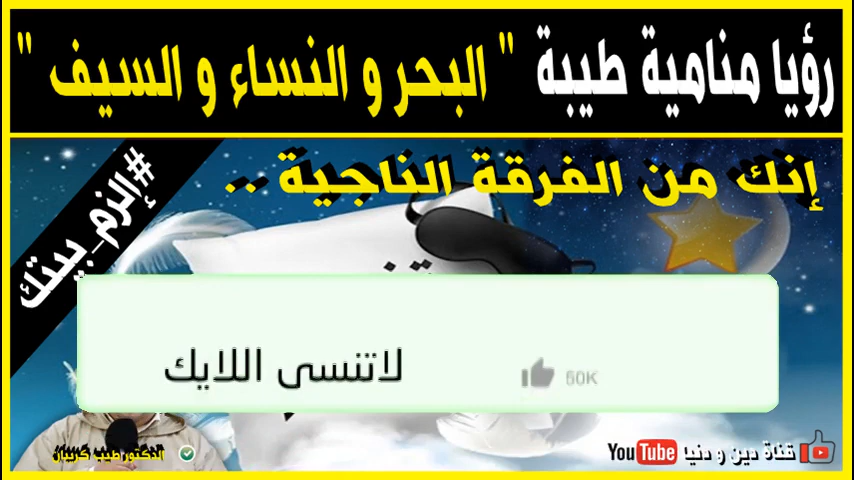 رؤيا منامية طيبة " البحر و النساء و السيف "
إنك من الفرقة الناجية ..
#إلزم_بيتك
لاتنسى اللايك
50K
الدكتور طيب كريبان
YouTube قناة دين و دنيا